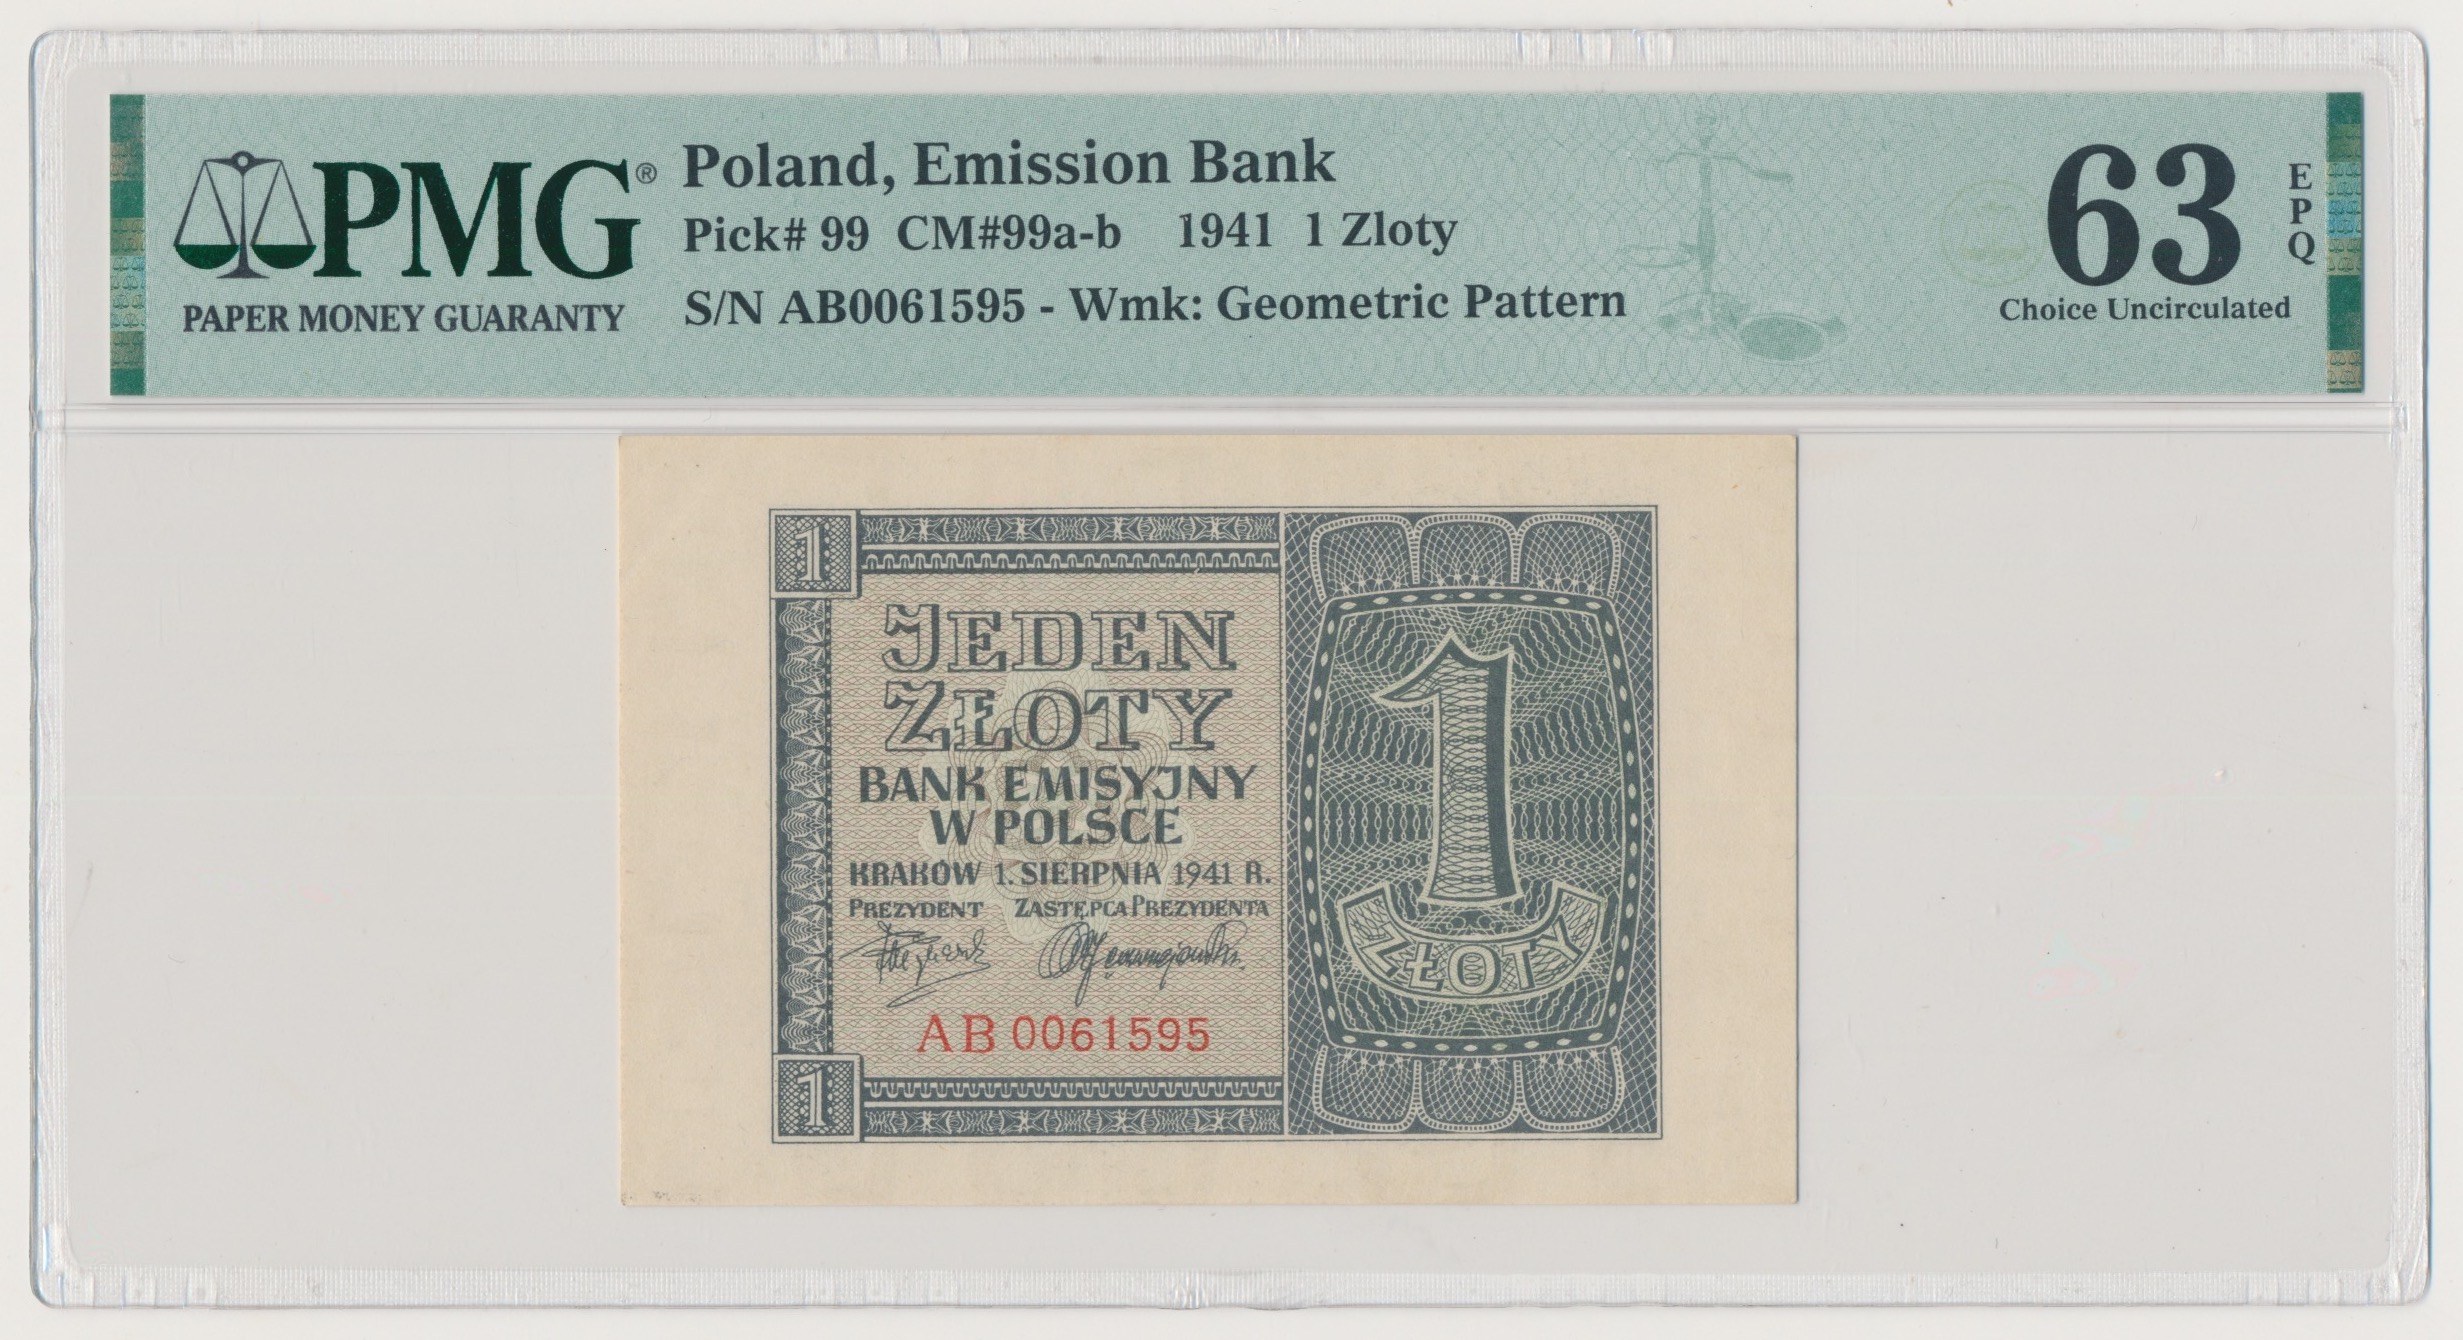 PMG®
PAPER MONEY GUARANTY
Poland, Emission Bank
Pick# 99 CM#99a-b 1941 1 Zloty
S/N AB0061595 - Wmk: Geometric Pattern
63
EPQ
Choice Uncirculated
1
JEDEN
ZŁOTY
BANK EMISYJNY
W POLSCE
KRAKÓW 1. SIERPNIA 1941 R.
PREZYDENT ZASTĘPCA PREZYDENTA
AB 0061595
1
1
ZŁOTY